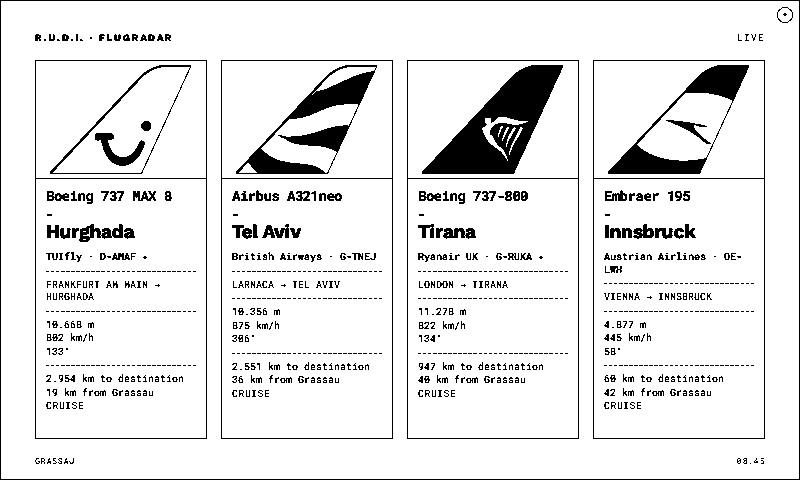 R.U.D.I. · FLUGRADAR
LIVE
Boeing 737 MAX 8
-
Hurghada
TUIfly · D-AMAF ✦
FRANKFURT AM MAIN →
HURGHADA
10.668 m
802 km/h
133°
2.954 km to destination
19 km from Grassau
CRUISE
Airbus A321neo
-
Tel Aviv
British Airways · G-TNEJ
LARNACA → TEL AVIV
10.356 m
875 km/h
306°
2.551 km to destination
36 km from Grassau
CRUISE
Boeing 737-800
-
Tirana
Ryanair UK · G-RUKA ✦
LONDON → TIRANA
11.278 m
822 km/h
134°
947 km to destination
40 km from Grassau
CRUISE
Embraer 195
-
Innsbruck
Austrian Airlines · OE-
LWH
VIENNA → INNSBRUCK
4.877 m
445 km/h
58°
60 km to destination
42 km from Grassau
CRUISE
GRASSAU
08.45